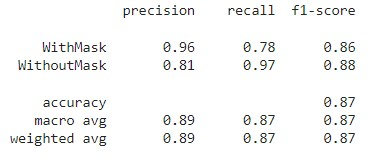 precision recall f1-score
WithMask 0.96 0.78 0.86
WithoutMask 0.81 0.97 0.88
accuracy 0.87
macro avg 0.89 0.87 0.87
weighted avg 0.89 0.87 0.87